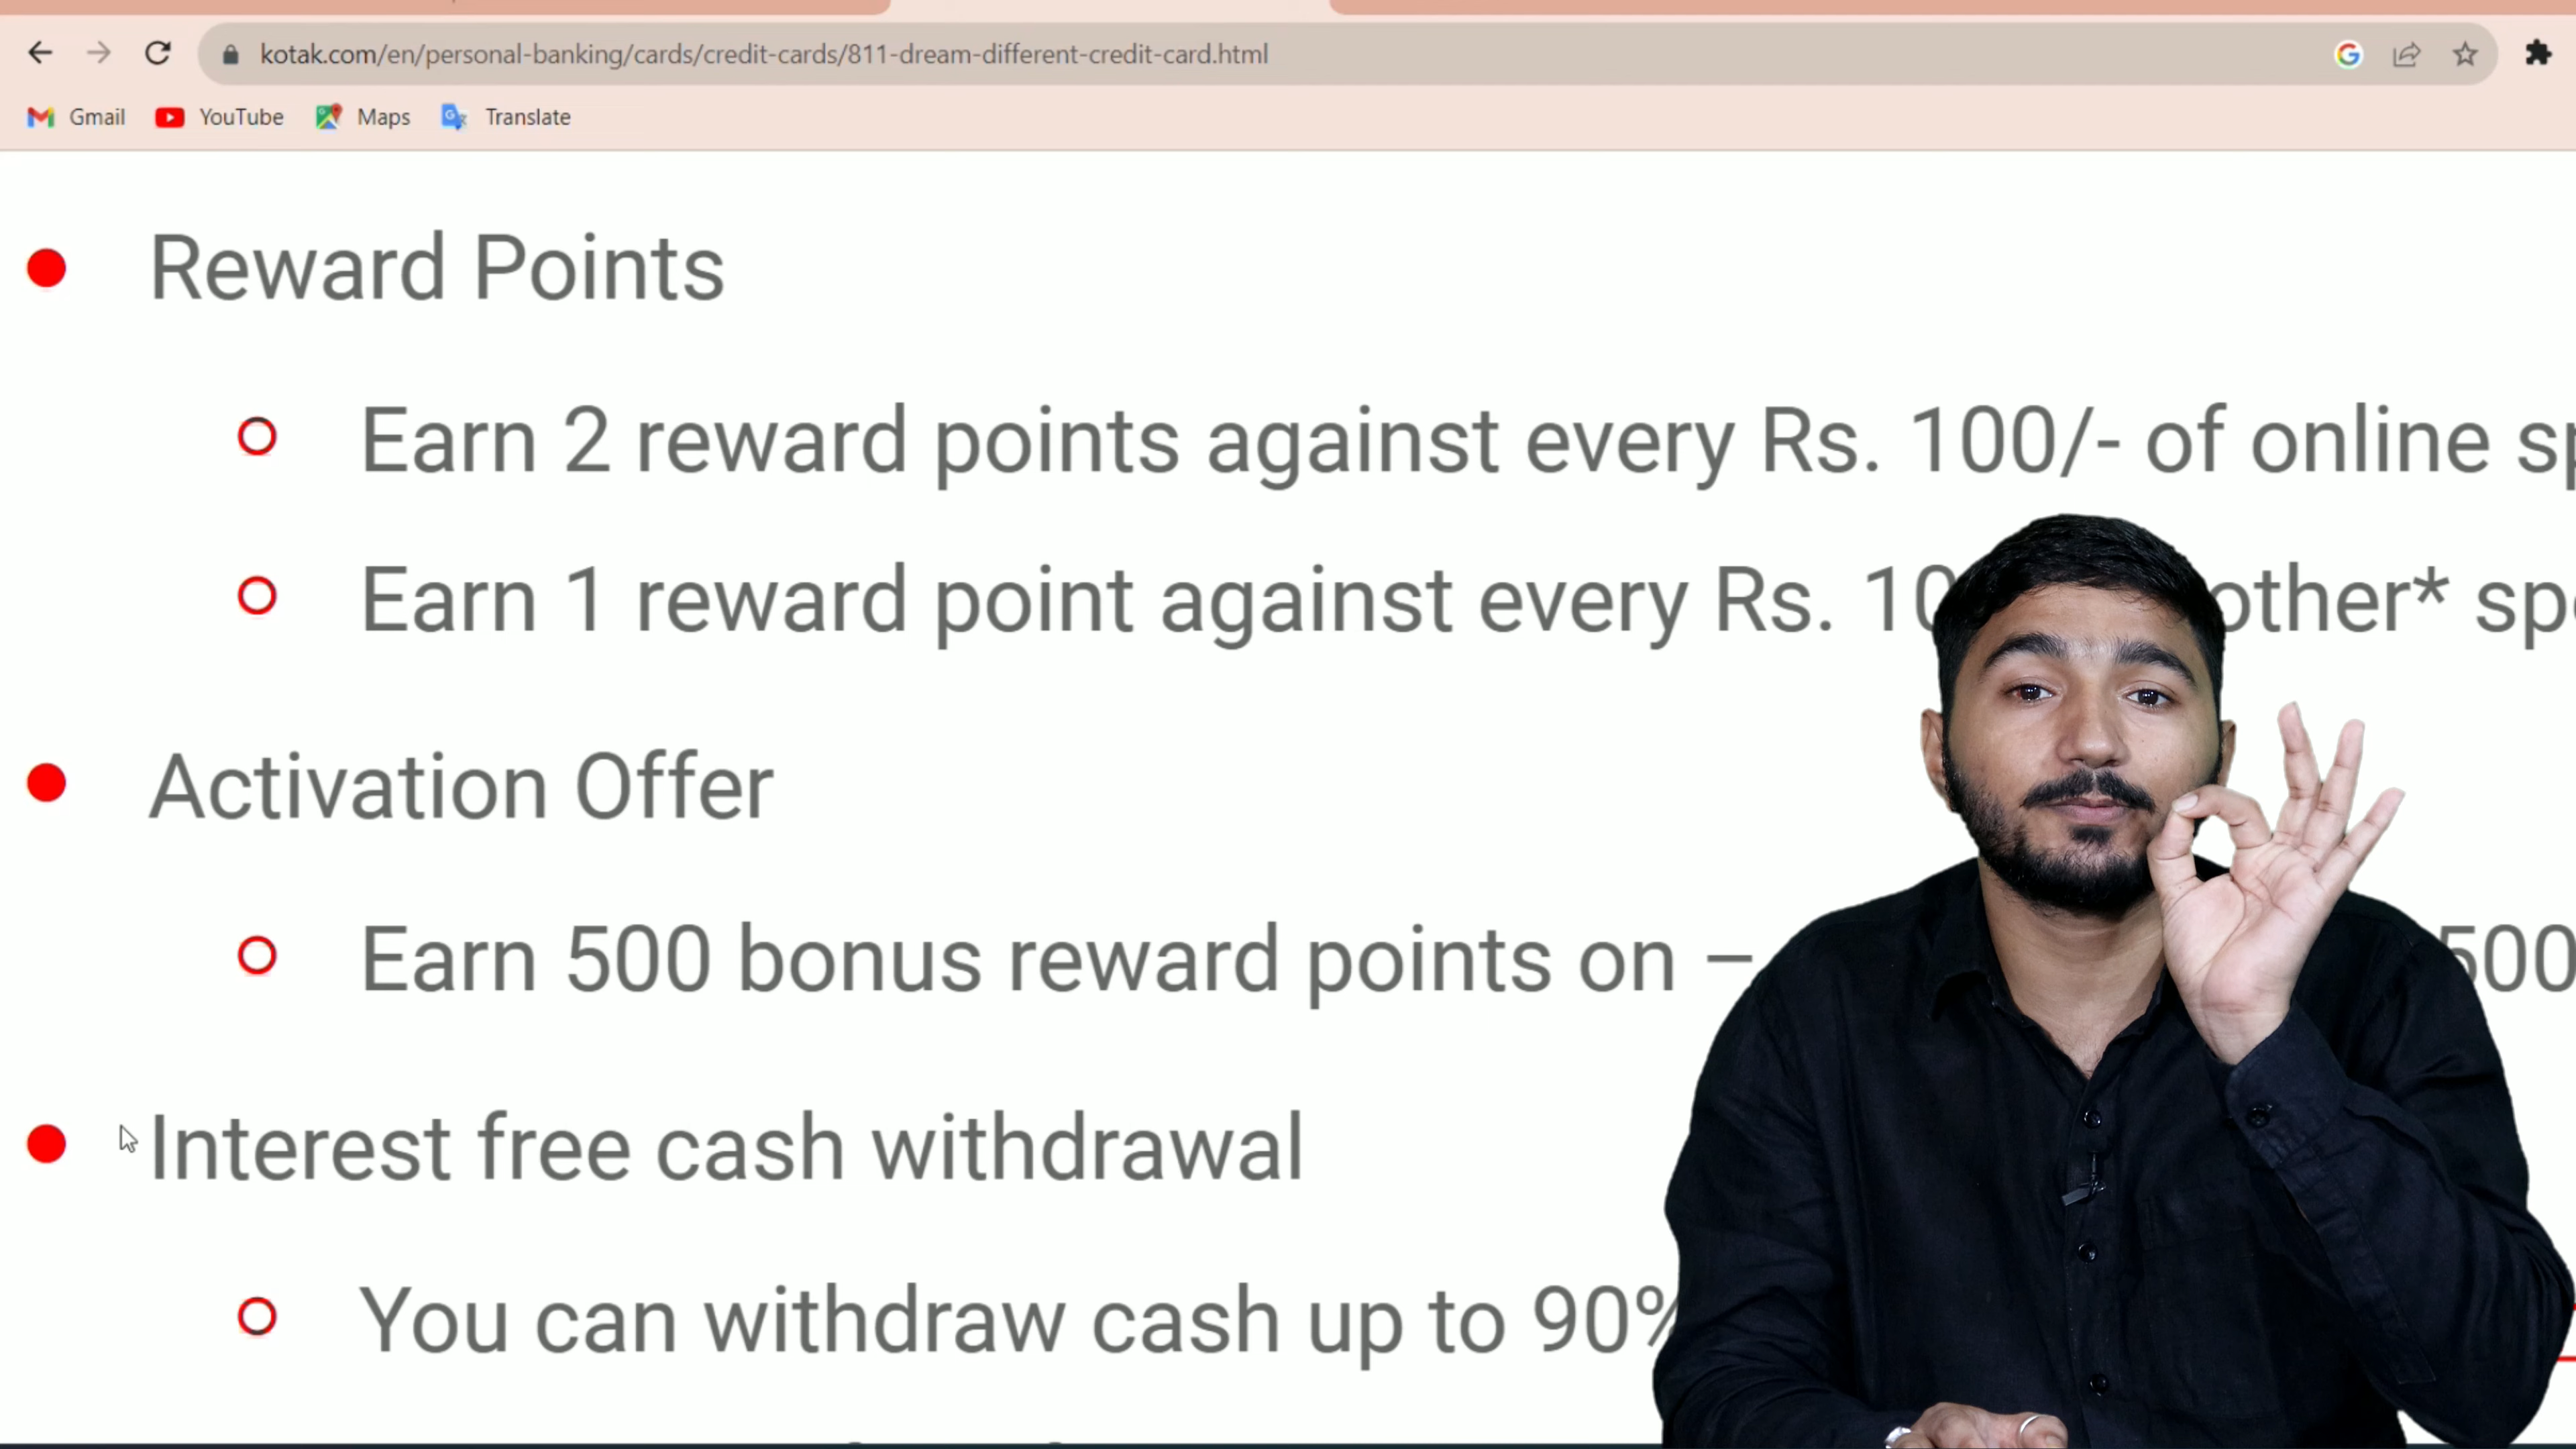 kotak.com/en/personal-banking/cards/credit-cards/811-dream-different-credit-card.html
Gmail YouTube Maps Translate
Reward Points
Earn 2 reward points against every Rs. 100/- of online
Earn 1 reward point against every Rs. other*
Activation Offer
Earn 500 bonus reward points on –
Interest free cash withdrawal
You can withdraw cash up to 90%